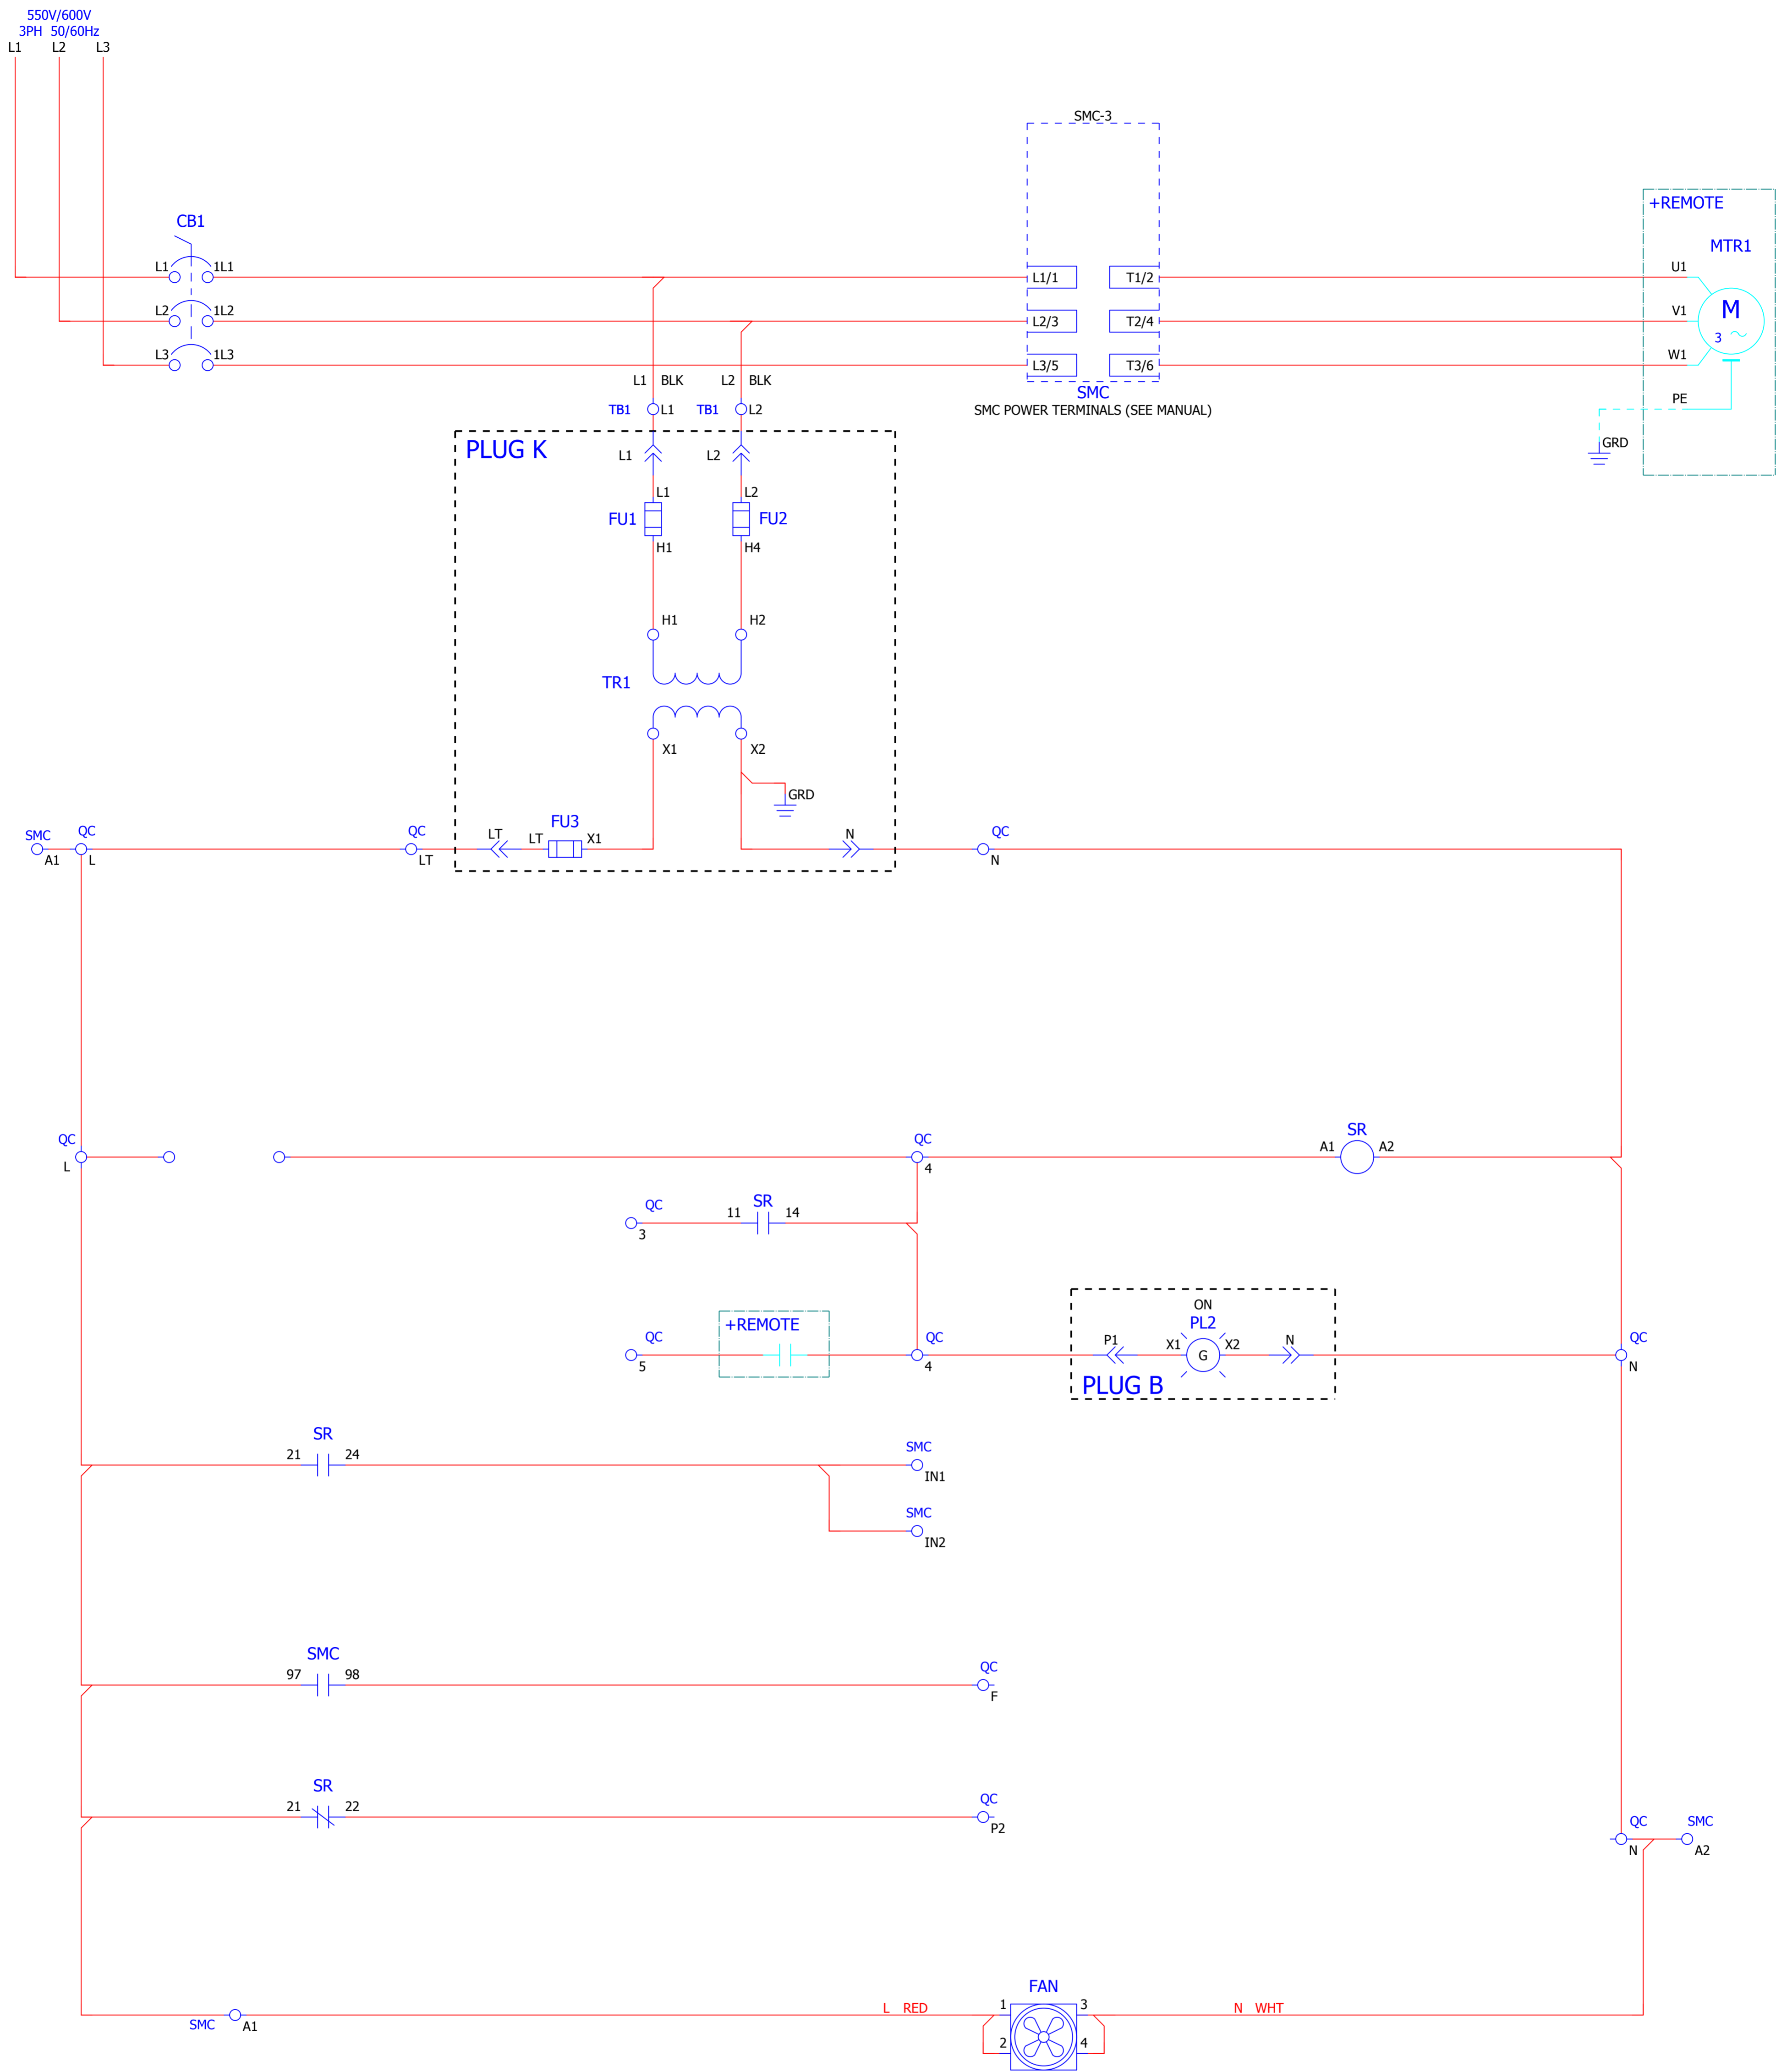 550V/600V
3PH 50/60Hz
L1 L2 L3
SMC-3
+REMOTE
CB1
MTR1
L1 1L1 L1/1 T1/2 U1
M
3
L2 1L2 L2/3 T2/4 V1
L3 1L3 L3/5 T3/6 W1
L1 BLK L2 BLK
SMC
SMC POWER TERMINALS (SEE MANUAL)
PE
TB1 L1 TB1 L2
GRD
PLUG K
L1 L2
L1 L2
FU1 FU2
H1 H4
H1 H2
TR1
X1 X2
GRD
FU3
SMC QC QC LT LT X1 N QC
A1 L LT N
QC QC SR
A1 A2
L 4
QC SR
11 14
3
ON
+REMOTE PL2
QC QC P1 X1 G X2 N QC
5 4 N
PLUG B
SR SMC
21 24
IN1
SMC
IN2
SMC QC
97 98
F
SR QC
21 22
P2
QC SMC
N A2
FAN
L RED 1 3 N WHT
SMC A1
2 4